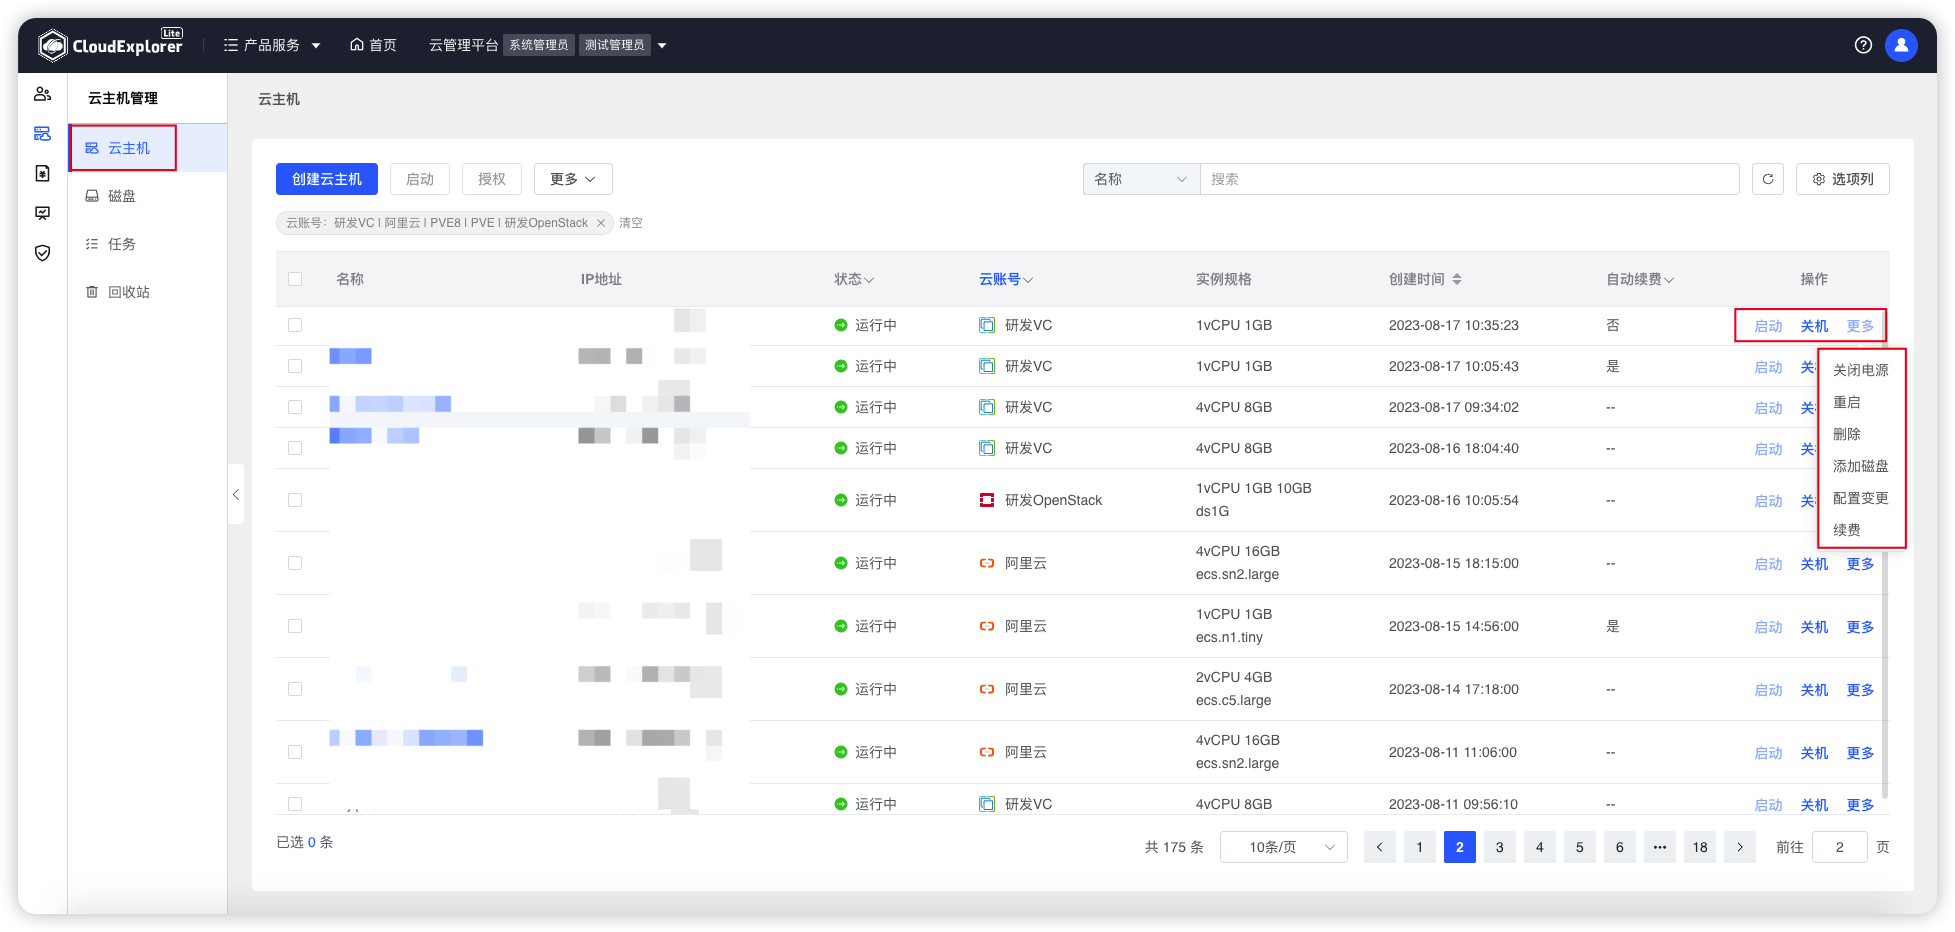 CloudExplorer Lite
产品服务
首页
云管理平台 系统管理员 测试管理员
云主机管理
云主机
磁盘
任务
回收站
云主机
创建云主机 启动 授权 更多
名称 搜索 选项列
云账号: 研发VC | 阿里云 | PVE8 | PVE | 研发OpenStack 清空
名称 IP地址 状态 云账号 实例规格 创建时间 自动续费 操作
运行中 研发VC 1vCPU 1GB 2023-08-17 10:35:23 否 启动 关机 更多
运行中 研发VC 1vCPU 1GB 2023-08-17 10:05:43 是 启动
运行中 研发VC 4vCPU 8GB 2023-08-17 09:34:02 -- 启动
运行中 研发VC 4vCPU 8GB 2023-08-16 18:04:40 -- 启动
运行中 研发OpenStack 1vCPU 1GB 10GB 2023-08-16 10:05:54 -- 启动
ds1G
关闭电源
重启
删除
添加磁盘
配置变更
续费
运行中 阿里云 4vCPU 16GB 2023-08-15 18:15:00 -- 启动 关机 更多
ecs.sn2.large
运行中 阿里云 1vCPU 1GB 2023-08-15 14:56:00 是 启动 关机 更多
ecs.n1.tiny
运行中 阿里云 2vCPU 4GB 2023-08-14 17:18:00 -- 启动 关机 更多
ecs.c5.large
运行中 阿里云 4vCPU 16GB 2023-08-11 11:06:00 -- 启动 关机 更多
ecs.sn2.large
运行中 研发VC 4vCPU 8GB 2023-08-11 09:56:10 -- 启动 关机 更多
已选 0 条
共 175 条 10条/页 1 2 3 4 5 6 ••• 18 前往 2 页